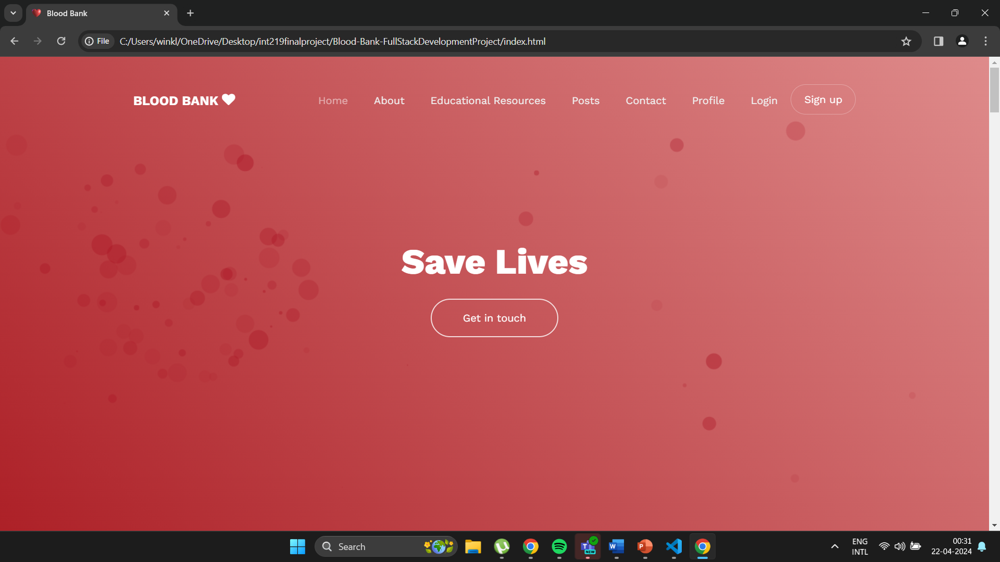 Blood Bank
File
C:/Users/winkl/OneDrive/Desktop/int219finalproject/Blood-Bank-FullStackDevelopmentProject/index.html
BLOOD BANK
Home About Educational Resources Posts Contact Profile Login Sign up
Save Lives
Get in touch
Search
T
NEW
W
P
ENG
INTL
00:31
22-04-2024